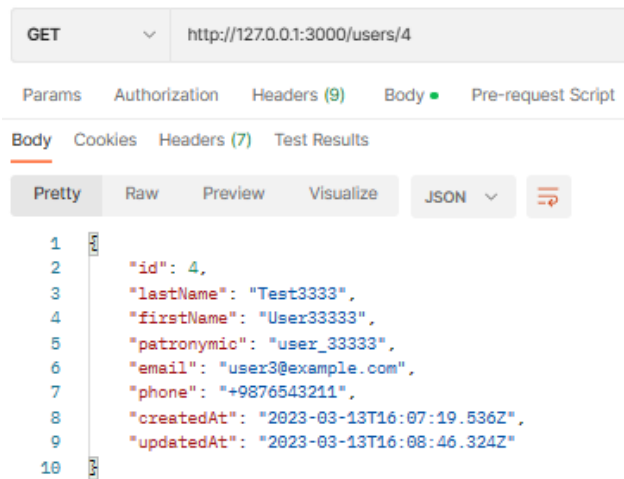 GET http://127.0.0.1:3000/users/4
Params Authorization Headers (9) Body Pre-request Script
Body Cookies Headers (7) Test Results
Pretty Raw Preview Visualize JSON
1 {
2 "id": 4,
3 "lastName": "Test3333",
4 "firstName": "User33333",
5 "patronymic": "user_33333",
6 "email": "user3@example.com",
7 "phone": "+9876543211",
8 "createdAt": "2023-03-13T16:07:19.536Z",
9 "updatedAt": "2023-03-13T16:08:46.324Z"
10 }